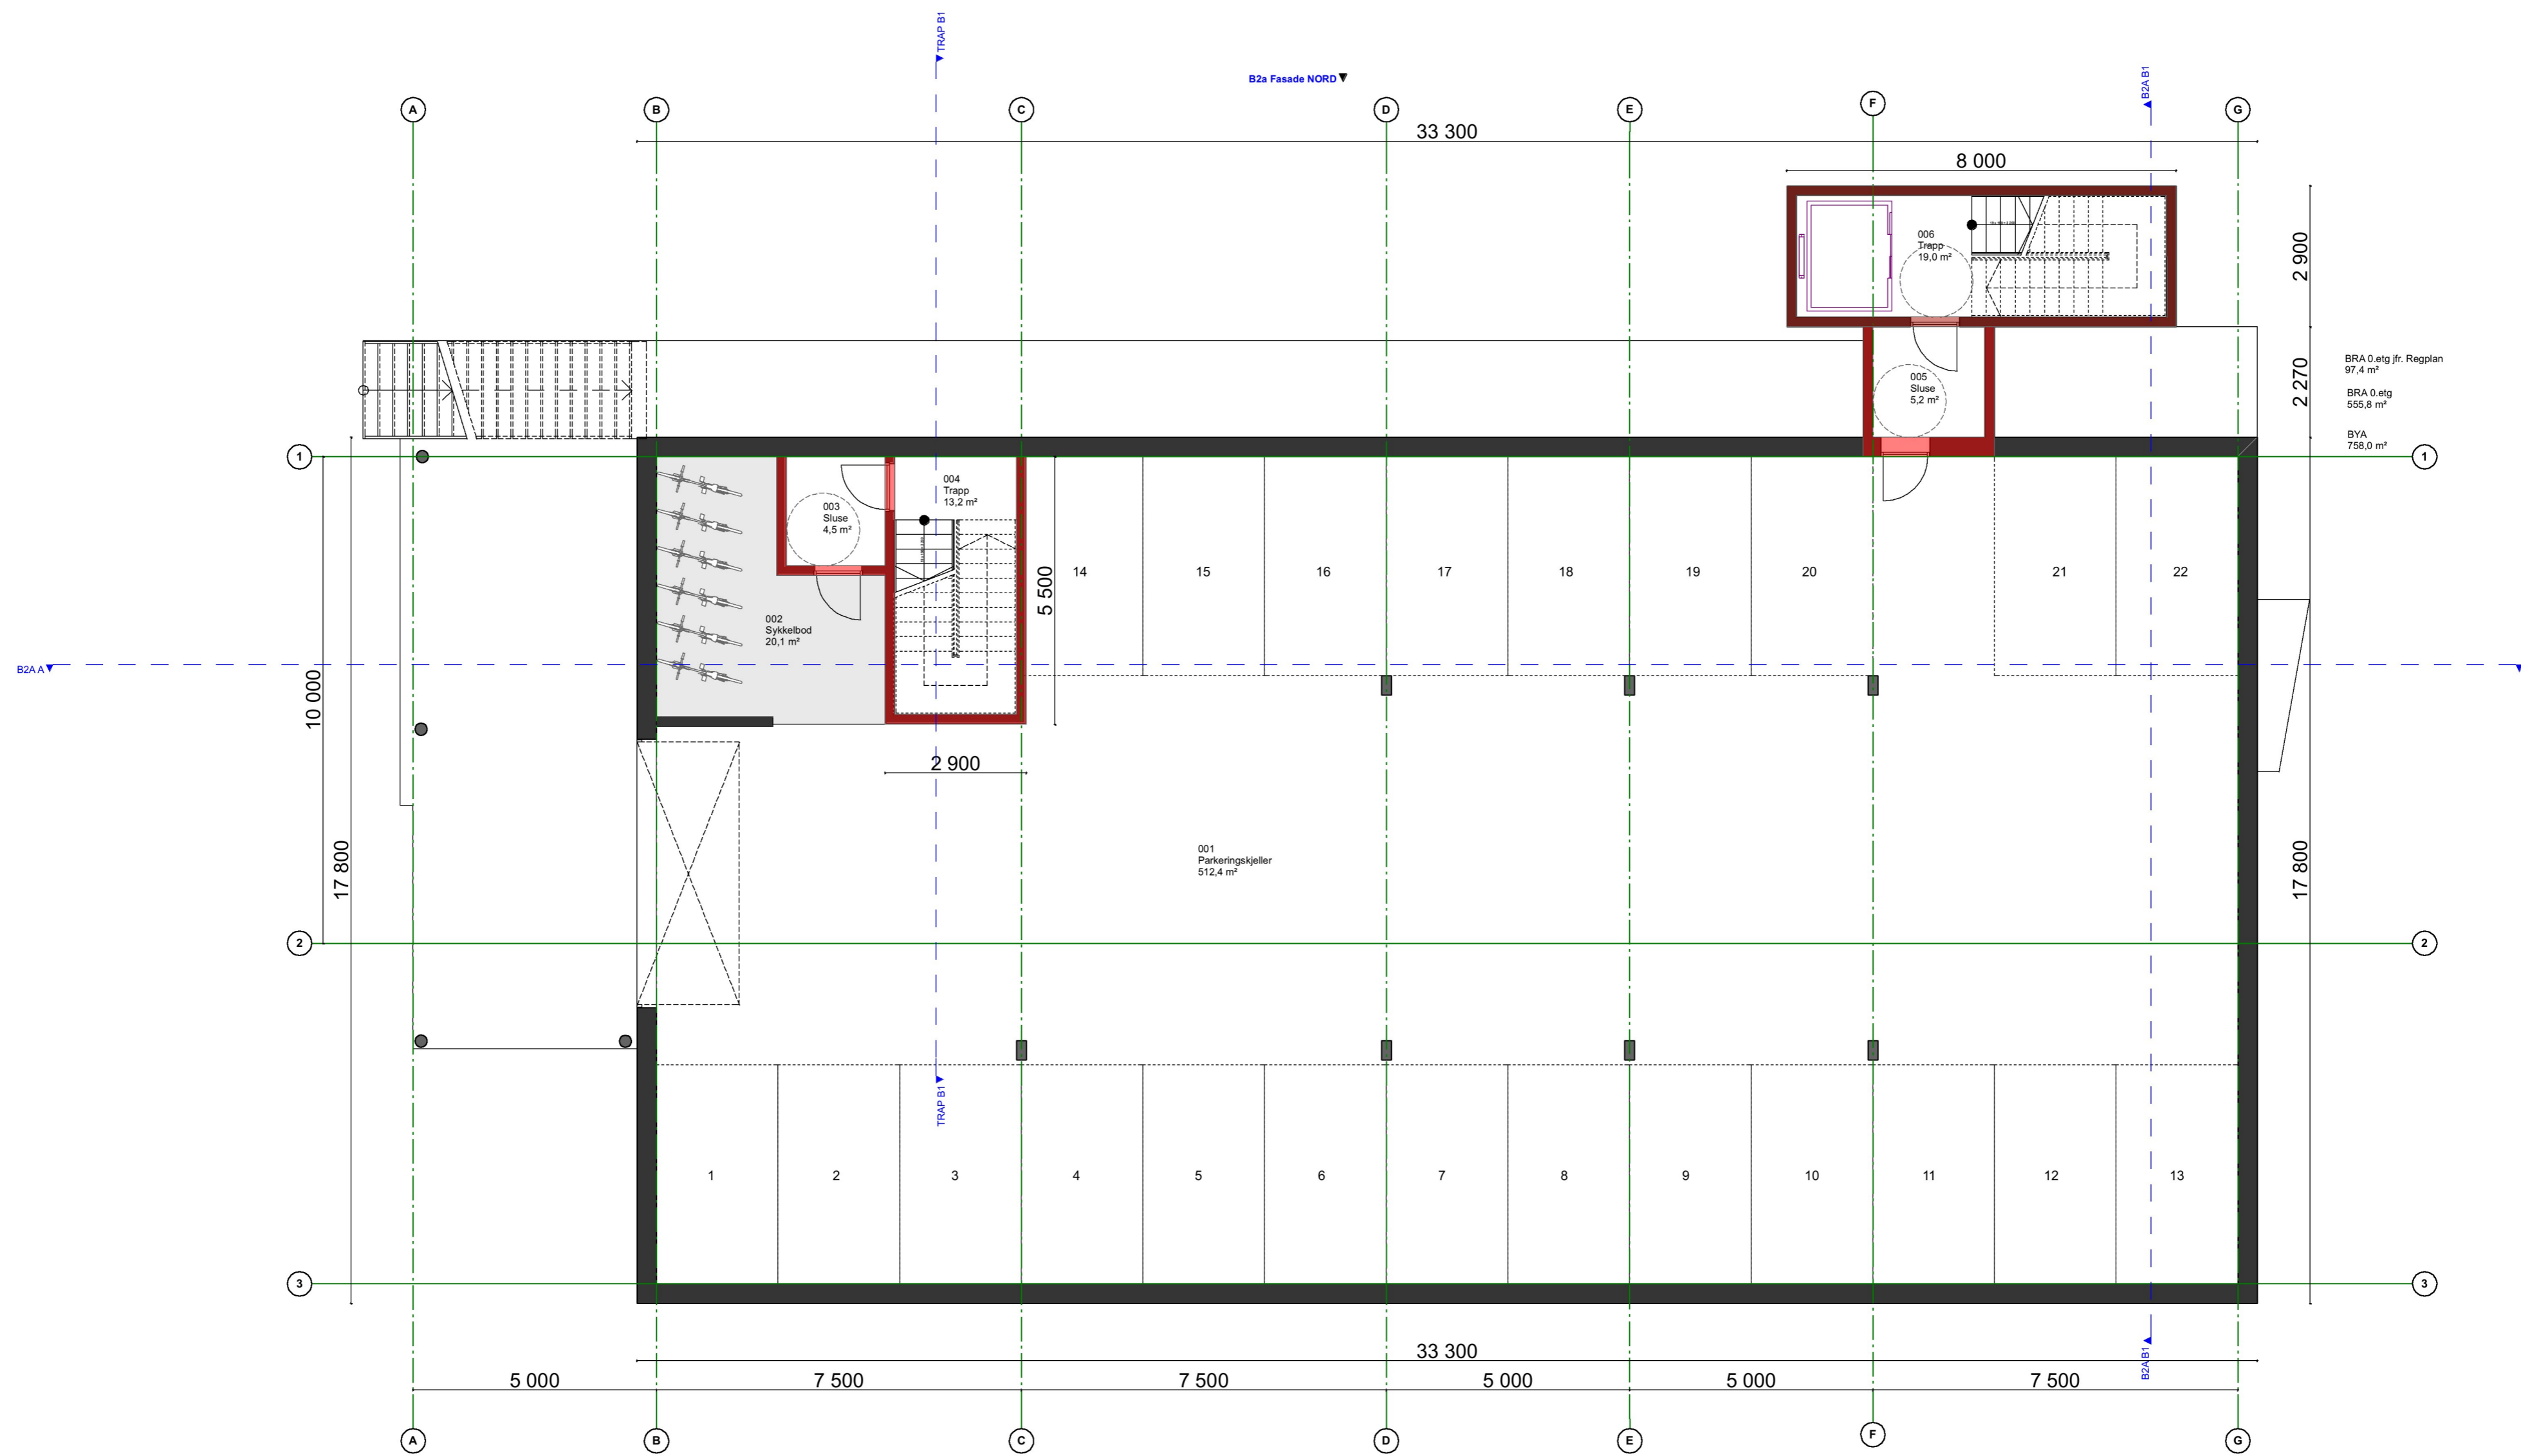 TRAP B1
B2a Fasade NORD
B2A B1
A
B
C
D
E
F
G
33 300
8 000
006
Trapp
19,0 m²
2 900
005
Sluse
5,2 m²
2 270
BRA 0.etg jfr. Regplan
97,4 m²
BRA 0.etg
555,8 m²
BYA
758,0 m²
1
1
004
Trapp
13,2 m²
003
Sluse
4,5 m²
5 500
14
15
16
17
18
19
20
21
22
002
Sykkelbod
20,1 m²
B2A A
10 000
2 900
17 800
001
Parkeringskjeller
512,4 m²
17 800
2
2
TRAP B1
1
2
3
4
5
6
7
8
9
10
11
12
13
3
3
33 300
B2A B1
5 000
7 500
7 500
5 000
5 000
7 500
A
B
C
D
E
F
G